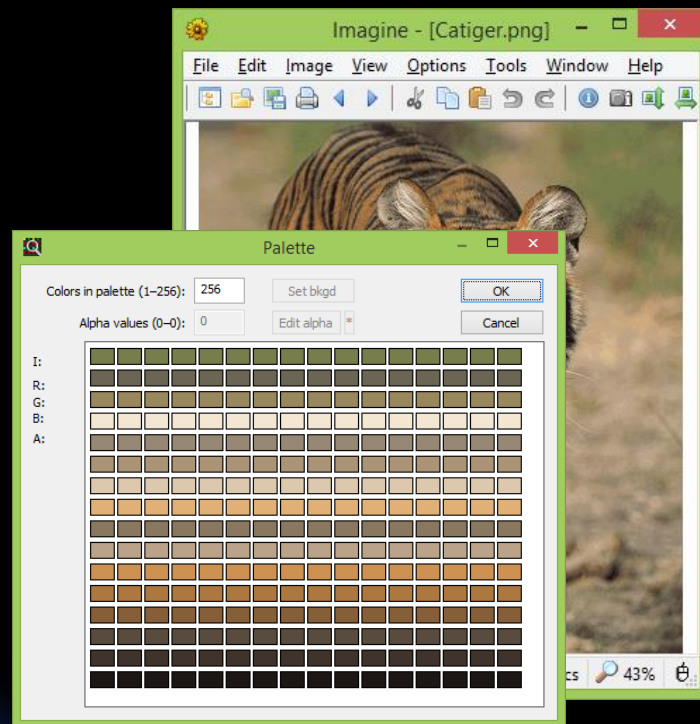 Imagine - [Catiger.png]
File Edit Image View Options Tools Window Help
Palette
Colors in palette (1–256): 256 Set bkgd OK
Alpha values (0–0): 0 Edit alpha * Cancel
I:
R:
G:
B:
A:
cs 43%